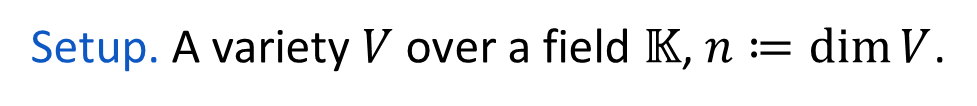 Setup. A variety 𝑉 over a field 𝕂, 𝑛 ≔ dim 𝑉.